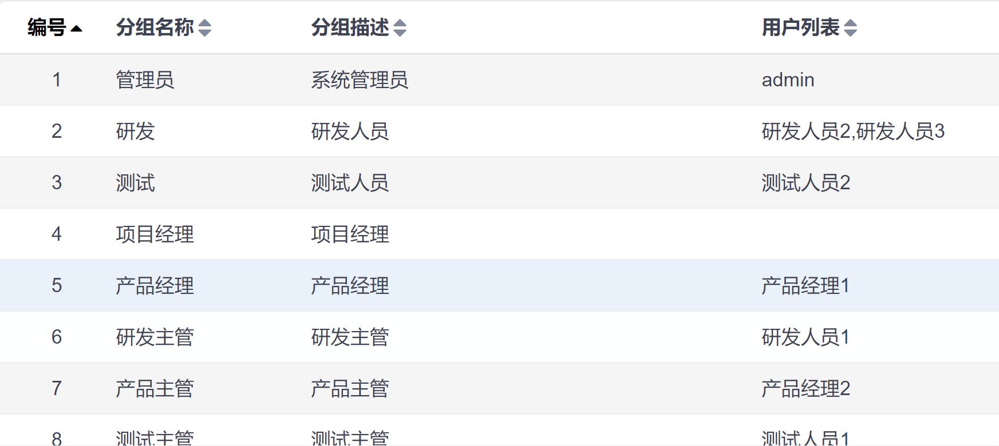 编号 分组名称 分组描述 用户列表
1 管理员 系统管理员 admin
2 研发 研发人员 研发人员2,研发人员3
3 测试 测试人员 测试人员2
4 项目经理 项目经理
5 产品经理 产品经理 产品经理1
6 研发主管 研发主管 研发人员1
7 产品主管 产品主管 产品经理2
8 测试主管 测试主管 测试人员1